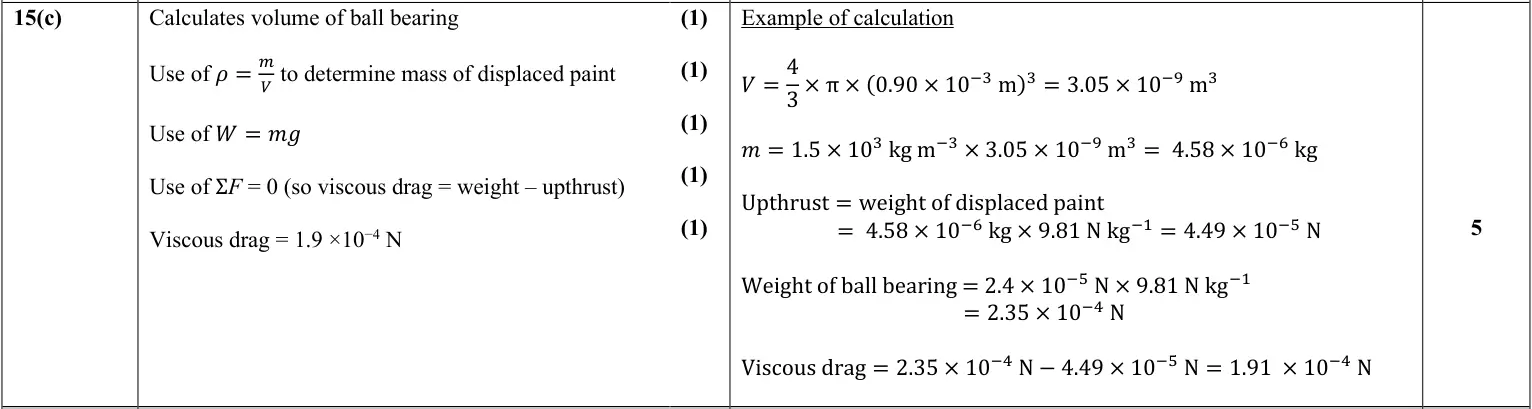 15(c)
Calculates volume of ball bearing (1)
Use of ρ = m/V to determine mass of displaced paint (1)
Use of W = mg (1)
Use of ΣF = 0 (so viscous drag = weight – upthrust) (1)
Viscous drag = 1.9 ×10⁻⁴ N (1)
Example of calculation
V = 4/3 × π × (0.90 × 10⁻³ m)³ = 3.05 × 10⁻⁹ m³
m = 1.5 × 10³ kg m⁻³ × 3.05 × 10⁻⁹ m³ = 4.58 × 10⁻⁶ kg
Upthrust = weight of displaced paint
= 4.58 × 10⁻⁶ kg × 9.81 N kg⁻¹ = 4.49 × 10⁻⁵ N
Weight of ball bearing = 2.4 × 10⁻⁵ N × 9.81 N kg⁻¹
= 2.35 × 10⁻⁴ N
Viscous drag = 2.35 × 10⁻⁴ N − 4.49 × 10⁻⁵ N = 1.91 × 10⁻⁴ N
5